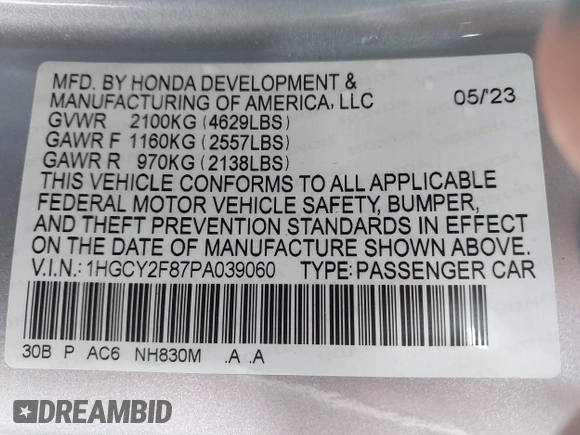 MFD. BY HONDA DEVELOPMENT &
MANUFACTURING OF AMERICA, LLC 05/'23
GVWR 2100KG (4629LBS)
GAWR F 1160KG (2557LBS)
GAWR R 970KG (2138LBS)
THIS VEHICLE CONFORMS TO ALL APPLICABLE
FEDERAL MOTOR VEHICLE SAFETY, BUMPER,
AND THEFT PREVENTION STANDARDS IN EFFECT
ON THE DATE OF MANUFACTURE SHOWN ABOVE.
V.I.N.: 1HGCY2F87PA039060 TYPE: PASSENGER CAR
30B P AC6 NH830M .A .A
DREAMBID